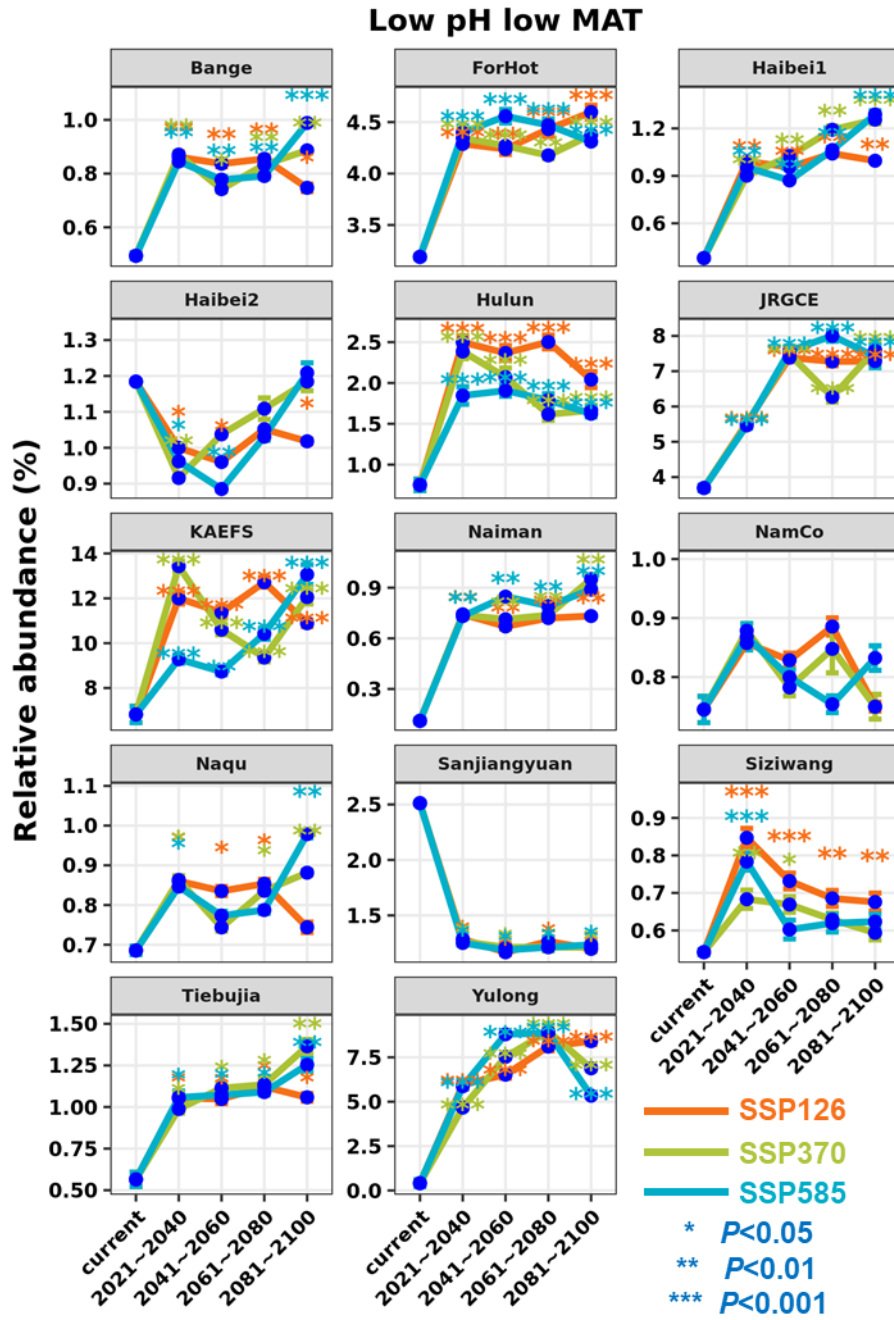 Low pH low MAT
Bange
ForHot
Haibei1
1.0
0.8
0.6
4.5
4.0
3.5
1.2
0.9
0.6
Haibei2
Hulun
JRGCE
1.3
1.2
1.1
1.0
0.9
2.5
2.0
1.5
1.0
8
7
6
5
4
Relative abundance (%)
KAEFS
Naiman
NamCo
14
12
10
8
0.9
0.6
0.3
1.0
0.9
0.8
Naqu
Sanjiangyuan
Siziwang
1.1
1.0
0.9
0.8
0.7
2.5
2.0
1.5
0.9
0.8
0.7
0.6
Tiebujia
Yulong
1.50
1.25
1.00
0.75
0.50
7.5
5.0
2.5
0.0
current
2021~2040
2041~2060
2061~2080
2081~2100
current
2021~2040
2041~2060
2061~2080
2081~2100
current
2021~2040
2041~2060
2061~2080
2081~2100
SSP126
SSP370
SSP585
* P<0.05
** P<0.01
*** P<0.001